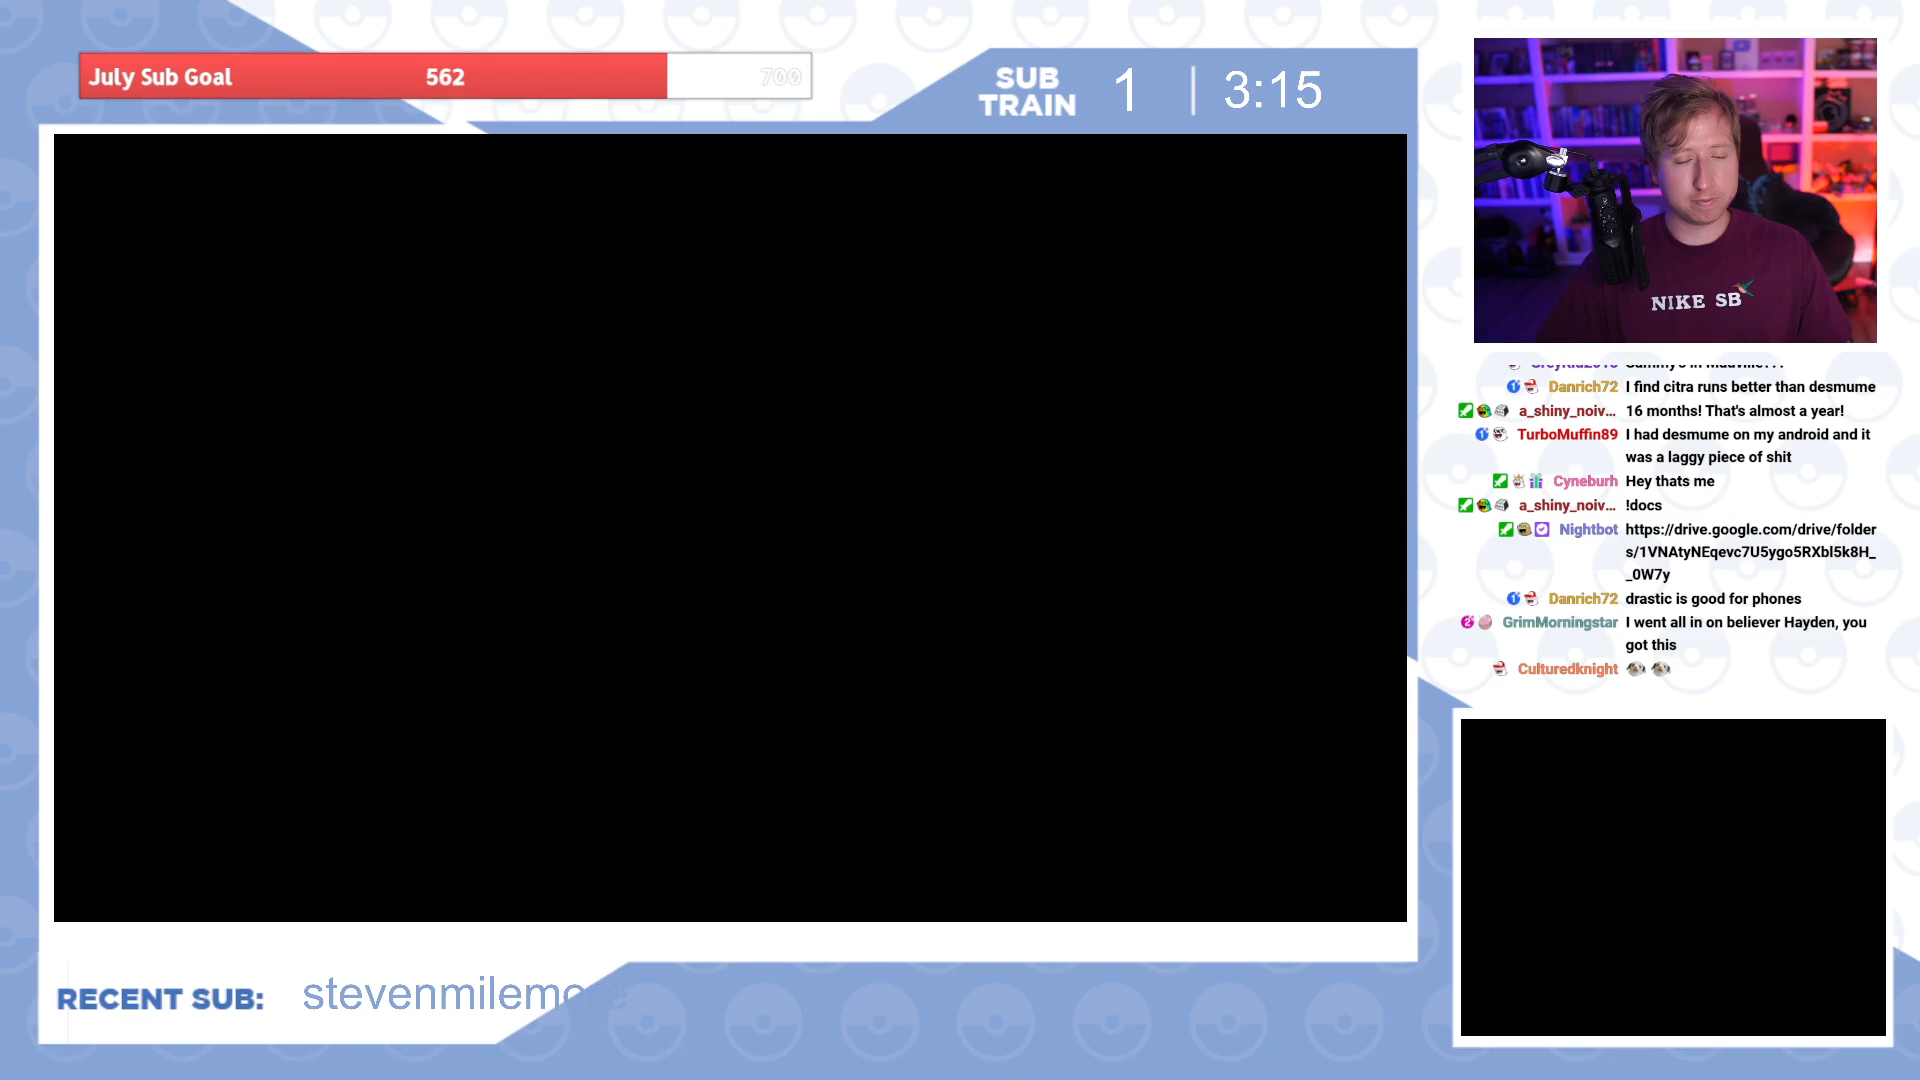 July Sub Goal 562 700
SUB TRAIN 1 3:15
NIKE SB
Danrich72 I find citra runs better than desmume
a_shiny_noiv... 16 months! That's almost a year!
TurboMuffin89 I had desmume on my android and it
was a laggy piece of shit
Cyneburh Hey thats me
a_shiny_noiv... !docs
Nightbot https://drive.google.com/drive/folder
s/1VNAtyNEqevc7U5ygo5RXbl5k8H_
_0W7y
Danrich72 drastic is good for phones
GrimMorningstar I went all in on believer Hayden, you
got this
Culturedknight
RECENT SUB: stevenmilemore